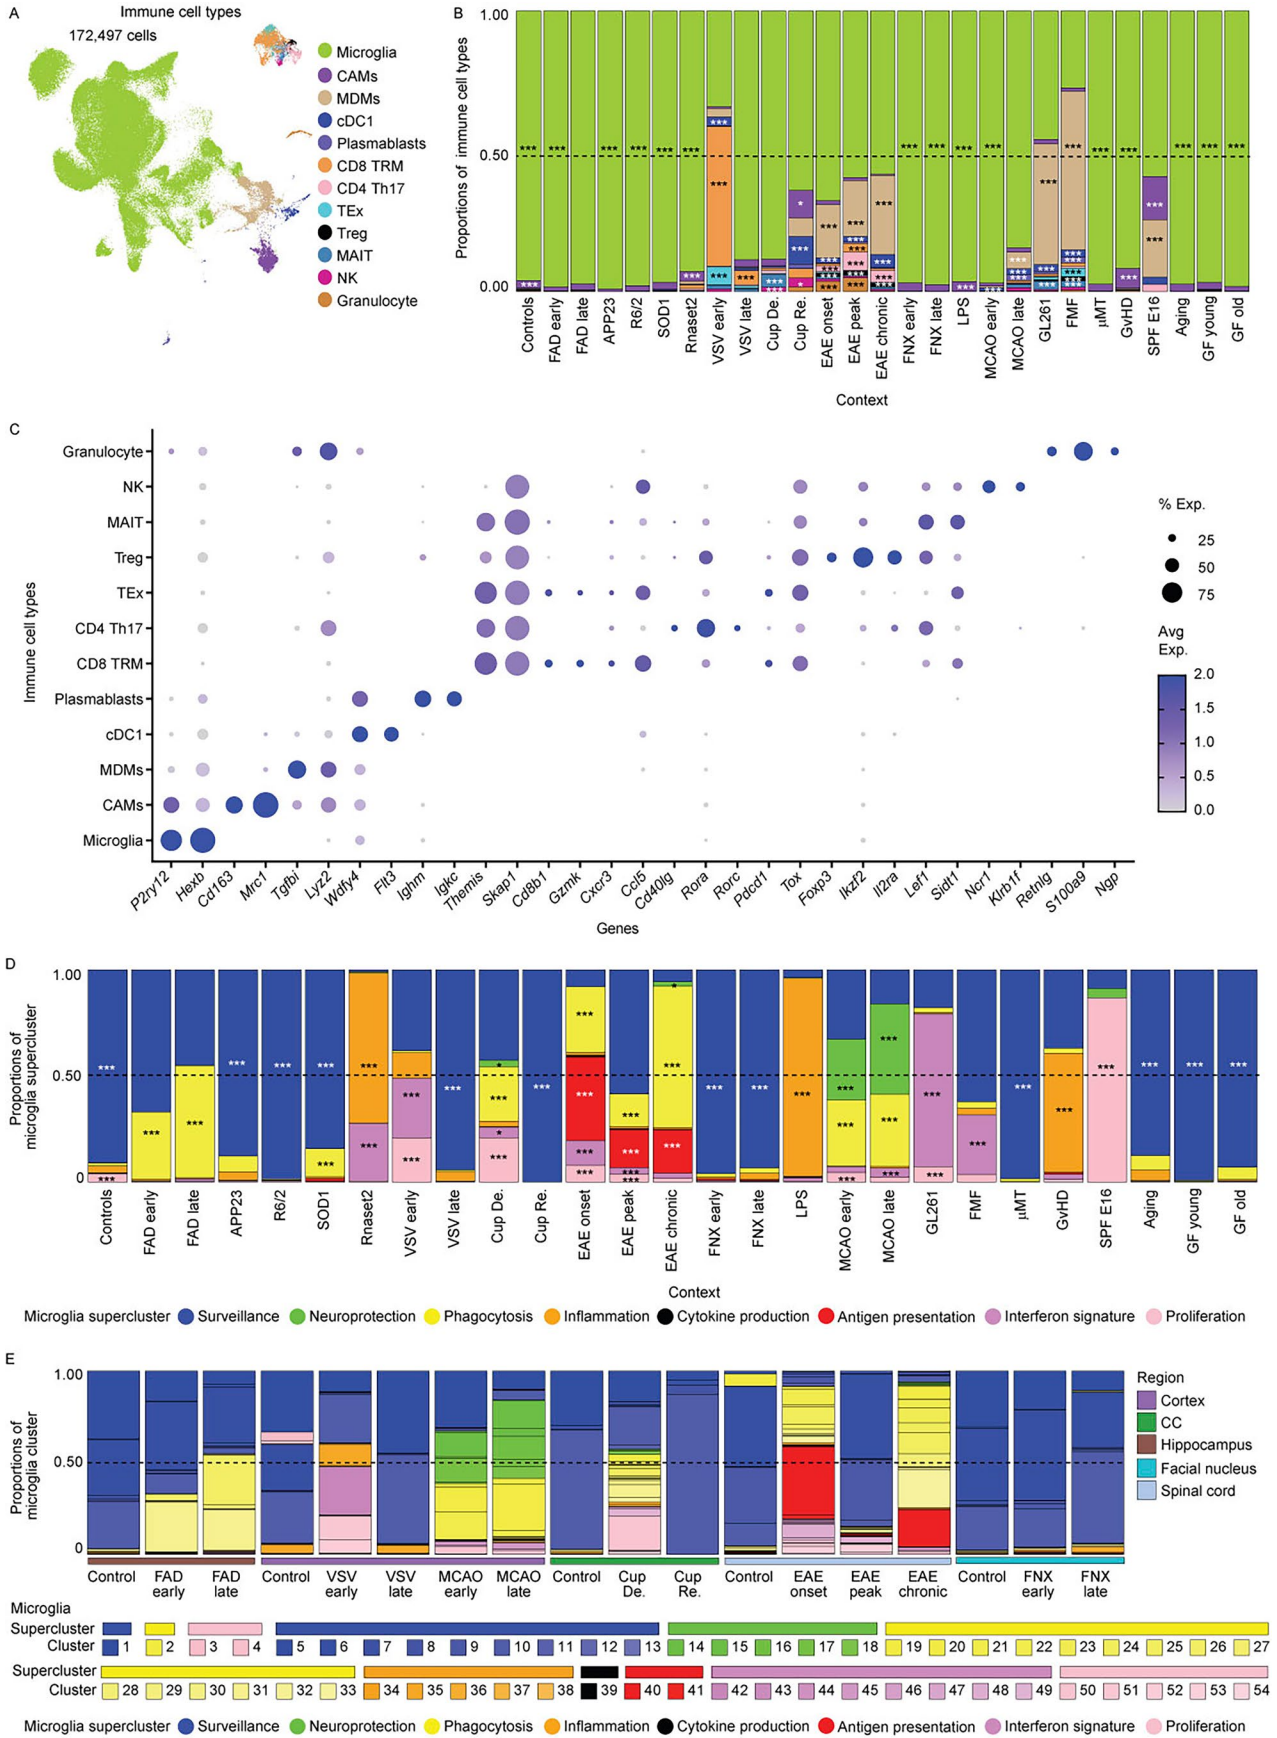 A
Immune cell types
172,497 cells
Microglia
CAMs
MDMs
cDC1
Plasmablasts
CD8 TRM
CD4 Th17
TEx
Treg
MAIT
NK
Granulocyte
B
Proportions of immune cell types
1.00
0.50
0.00
Controls
FAD early
FAD late
APP23
R6/2
SOD1
Rnaset2
VSV early
VSV late
Cup De.
Cup Re.
EAE onset
EAE peak
EAE chronic
FNX early
FNX late
LPS
MCAO early
MCAO late
GL261
FMF
µMT
GvHD
SPF E16
Aging
GF young
GF old
Context
C
Immune cell types
Granulocyte
NK
MAIT
Treg
TEx
CD4 Th17
CD8 TRM
Plasmablasts
cDC1
MDMs
CAMs
Microglia
P2ry12
Hexb
Cd163
Mrc1
Tgfbi
Lyz2
Wdfy4
Flt3
Ighm
Igkc
Themis
Skap1
Cd8b1
Gzmk
Cxcr3
Ccl5
Cd40lg
Rora
Rorc
Pdcd1
Tox
Foxp3
Ikzf2
Il2ra
Lef1
Sidt1
Ncr1
Klrb1f
Retnlg
S100a9
Ngp
Genes
% Exp.
25
50
75
Avg
Exp.
2.0
1.5
1.0
0.5
0.0
D
Proportions of
microglia supercluster
1.00
0.50
0
Controls
FAD early
FAD late
APP23
R6/2
SOD1
Rnaset2
VSV early
VSV late
Cup De.
Cup Re.
EAE onset
EAE peak
EAE chronic
FNX early
FNX late
LPS
MCAO early
MCAO late
GL261
FMF
µMT
GvHD
SPF E16
Aging
GF young
GF old
Context
Microglia supercluster Surveillance Neuroprotection Phagocytosis Inflammation Cytokine production Antigen presentation Interferon signature Proliferation
E
Proportions of
microglia cluster
1.00
0.50
0
Region
Cortex
CC
Hippocampus
Facial nucleus
Spinal cord
Control FAD early FAD late Control VSV early VSV late MCAO early MCAO late Control Cup De. Cup Re. Control EAE onset EAE peak EAE chronic Control FNX early FNX late
Microglia
Supercluster
Cluster 1 2 3 4 5 6 7 8 9 10 11 12 13 14 15 16 17 18 19 20 21 22 23 24 25 26 27
Supercluster
Cluster 28 29 30 31 32 33 34 35 36 37 38 39 40 41 42 43 44 45 46 47 48 49 50 51 52 53 54
Microglia supercluster Surveillance Neuroprotection Phagocytosis Inflammation Cytokine production Antigen presentation Interferon signature Proliferation